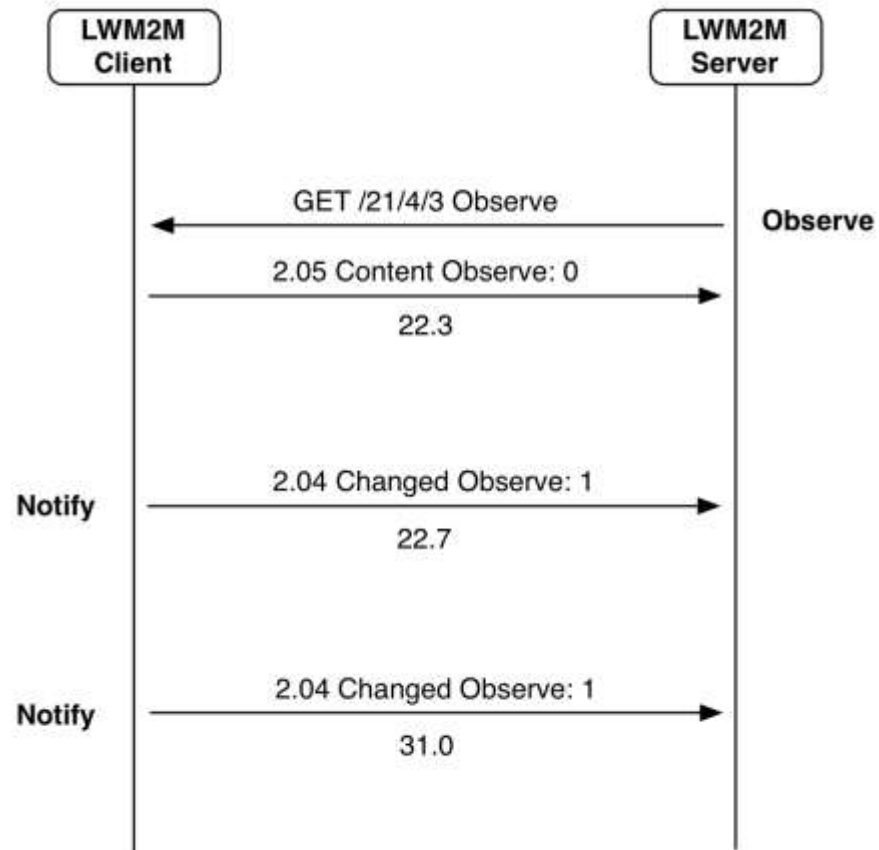 LWM2M
Client
LWM2M
Server
GET /21/4/3 Observe
Observe
2.05 Content Observe: 0
22.3
2.04 Changed Observe: 1
Notify
22.7
2.04 Changed Observe: 1
Notify
31.0